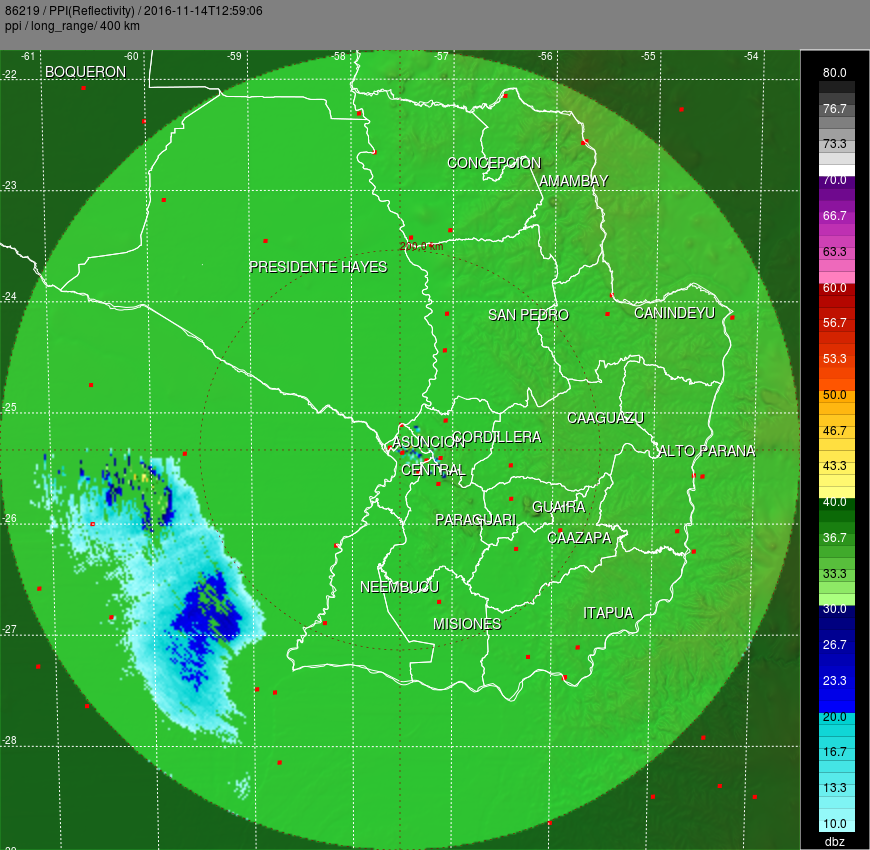 86219 / PPI(Reflectivity) / 2016-11-14T12:59:06
ppi / long_range/ 400 km
-61 -60 -59 -58 -57 -56 -55 -54
80.0
BOQUERON
-22
76.7
73.3
CONCEPCION
AMAMBAY
70.0
-23
66.7
200.0 km
63.3
PRESIDENTE HAYES
60.0
-24
SAN PEDRO
CANINDEYU
56.7
53.3
50.0
-25
CAAGUAZU
46.7
ASUNCION
CORDILLERA
ALTO PARANA
CENTRAL
43.3
40.0
GUAIRA
PARAGUARI
-26
CAAZAPA
36.7
33.3
NEEMBUCU
30.0
ITAPUA
MISIONES
-27
26.7
23.3
20.0
-28
16.7
13.3
10.0
dbz